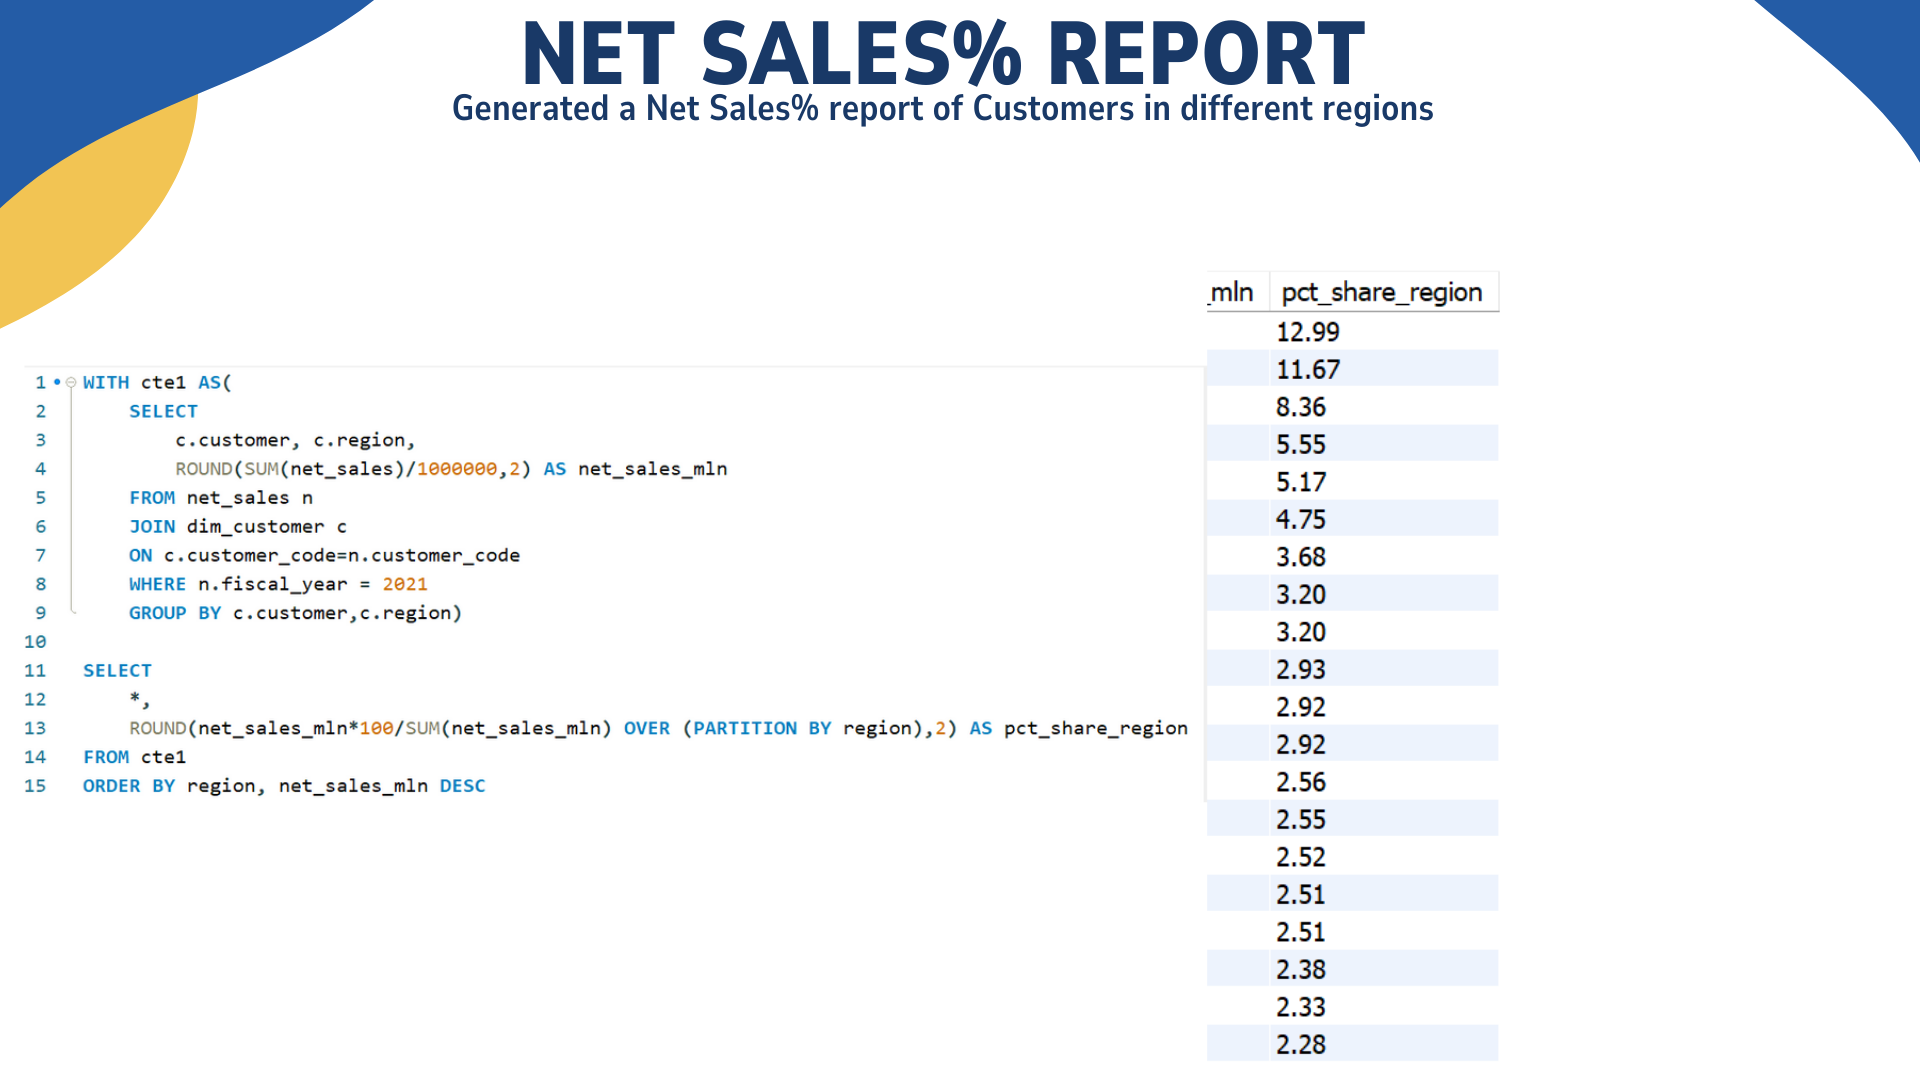 NET SALES% REPORT
Generated a Net Sales% report of Customers in different regions
1 WITH cte1 AS(
2 SELECT
3 c.customer, c.region,
4 ROUND(SUM(net_sales)/1000000,2) AS net_sales_mln
5 FROM net_sales n
6 JOIN dim_customer c
7 ON c.customer_code=n.customer_code
8 WHERE n.fiscal_year = 2021
9 GROUP BY c.customer,c.region)
10
11 SELECT
12 *,
13 ROUND(net_sales_mln*100/SUM(net_sales_mln) OVER (PARTITION BY region),2) AS pct_share_region
14 FROM cte1
15 ORDER BY region, net_sales_mln DESC
_mln pct_share_region
12.99
11.67
8.36
5.55
5.17
4.75
3.68
3.20
3.20
2.93
2.92
2.92
2.56
2.55
2.52
2.51
2.51
2.38
2.33
2.28